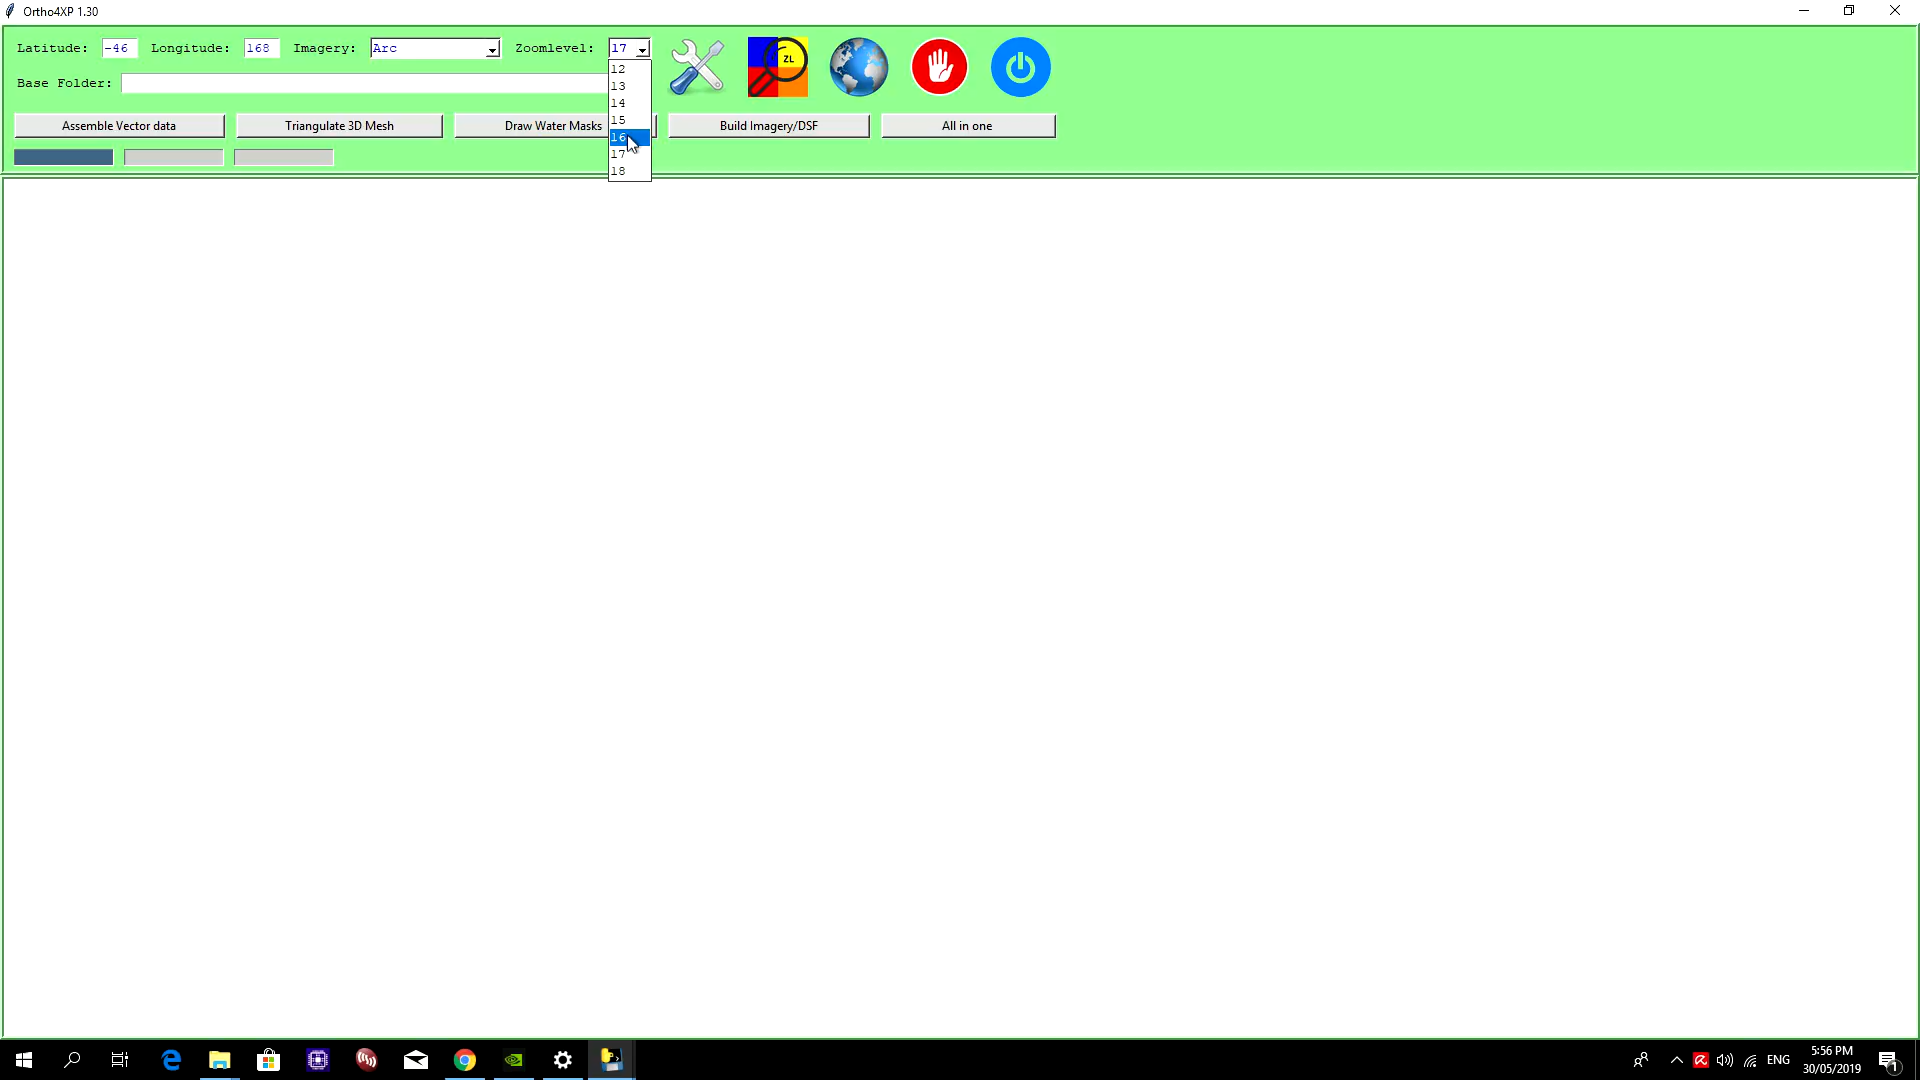 Ortho4XP 1.30
Latitude: -46 Longitude: 168 Imagery: Arc Zoomlevel: 17
ZL
12
Base Folder:
13
14
15
16
17
18
Assemble Vector data Triangulate 3D Mesh Draw Water Masks Build Imagery/DSF All in one
ENG
5:56 PM
30/05/2019
1